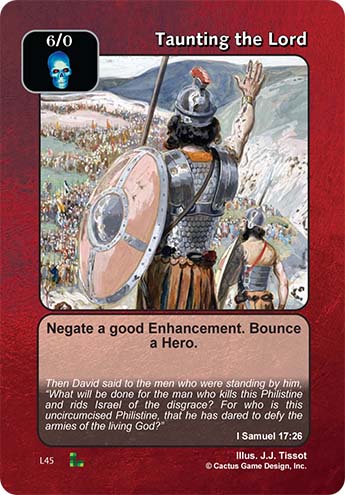 6/0
Taunting the Lord
Negate a good Enhancement. Bounce
a Hero.
Then David said to the men who were standing by him,
"What will be done for the man who kills this Philistine
and rids Israel of the disgrace? For who is this
uncircumcised Philistine, that he has dared to defy the
armies of the living God?"
I Samuel 17:26
Illus. J.J. Tissot
L45
© Cactus Game Design, Inc.